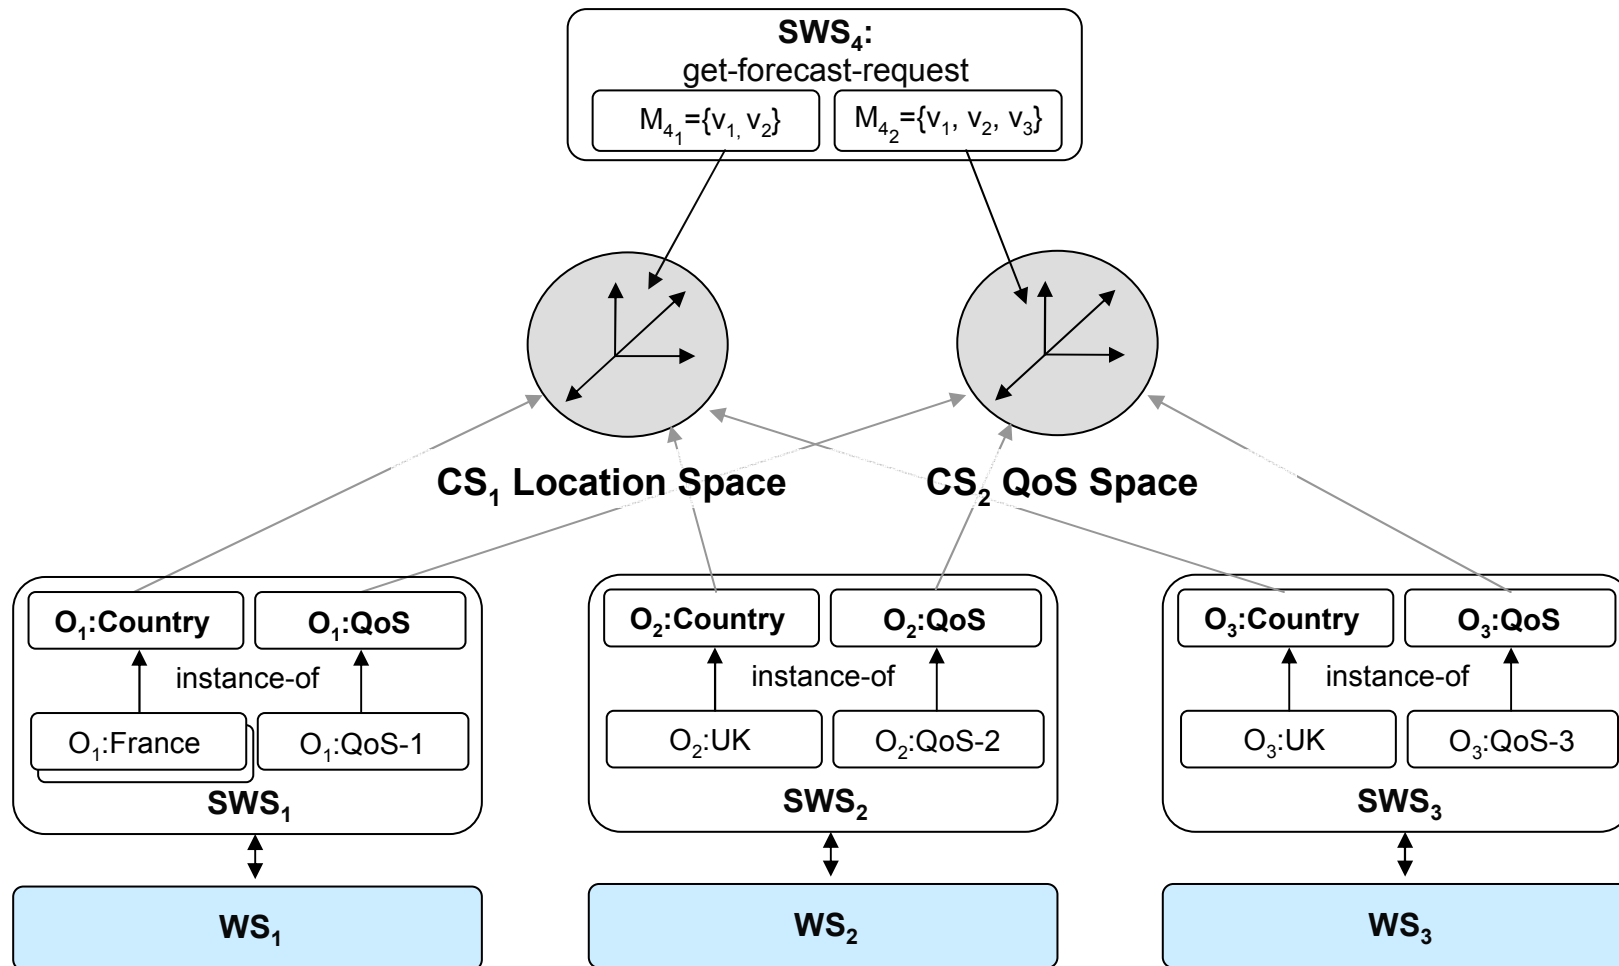 SWS₄:
get-forecast-request
M₄₁={v₁, v₂}
M₄₂={v₁, v₂, v₃}
CS₁ Location Space
CS₂ QoS Space
O₁:Country
O₁:QoS
instance-of
O₁:France
O₁:QoS-1
SWS₁
O₂:Country
O₂:QoS
instance-of
O₂:UK
O₂:QoS-2
SWS₂
O₃:Country
O₃:QoS
instance-of
O₃:UK
O₃:QoS-3
SWS₃
WS₁
WS₂
WS₃